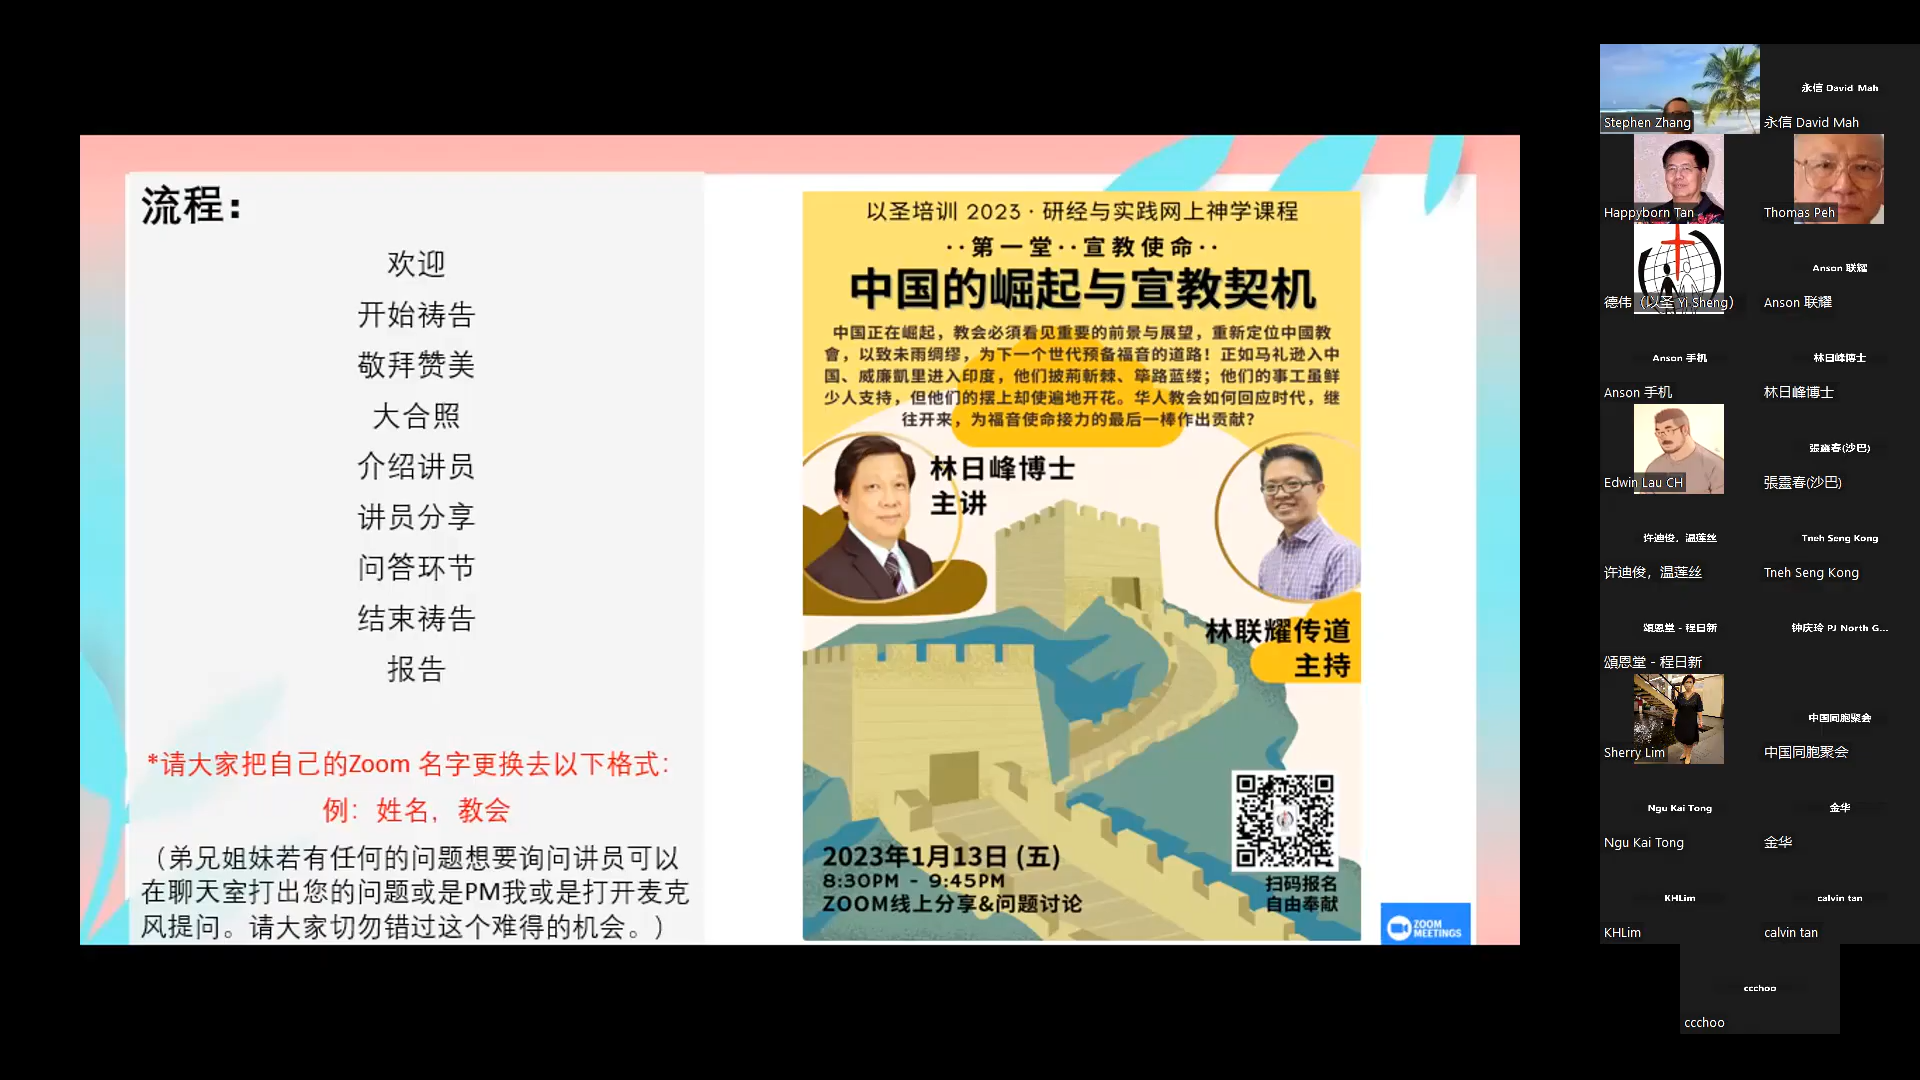 流程：
欢迎
开始祷告
敬拜赞美
大合照
介绍讲员
讲员分享
问答环节
结束祷告
报告
*请大家把自己的Zoom 名字更换去以下格式：
例：姓名，教会
（弟兄姐妹若有任何的问题想要询问讲员可以
在聊天室打出您的问题或是PM我或是打开麦克
风提问。请大家切勿错过这个难得的机会。）
以圣培训 2023 · 研经与实践网上神学课程
··第一堂··宣教使命··
中国的崛起与宣教契机
中国正在崛起，教会必须看见重要的前景与展望，重新定位中國教
會，以致未雨绸缪，为下一个世代预备福音的道路！正如马礼逊入中
国、威廉凱里进入印度，他们披荊斩棘、筚路蓝缕；他们的事工虽鲜
少人支持，但他们的摆上却使遍地开花。华人教会如何回应时代，继
往开来，为福音使命接力的最后一棒作出贡献？
林日峰博士
主讲
林联耀传道
主持
2023年1月13日 (五)
8:30PM - 9:45PM
ZOOM线上分享&问题讨论
扫码报名
自由奉献
ZOOM
MEETINGS
Stephen Zhang
永信 David Mah
永信 David Mah
Happyborn Tan
Thomas Peh
德伟（以圣 Yi Sheng）
Anson 联耀
Anson 联耀
Anson 手机
Anson 手机
林日峰博士
林日峰博士
Edwin Lau CH
張靈春(沙巴)
張靈春(沙巴)
许迪俊，温莲丝
许迪俊，温莲丝
Tneh Seng Kong
Tneh Seng Kong
頌恩堂 - 程日新
頌恩堂 - 程日新
钟庆玲 PJ North G...
Sherry Lim
中国同胞聚会
中国同胞聚会
Ngu Kai Tong
Ngu Kai Tong
金华
金华
KHLim
KHLim
calvin tan
calvin tan
ccchoo
ccchoo